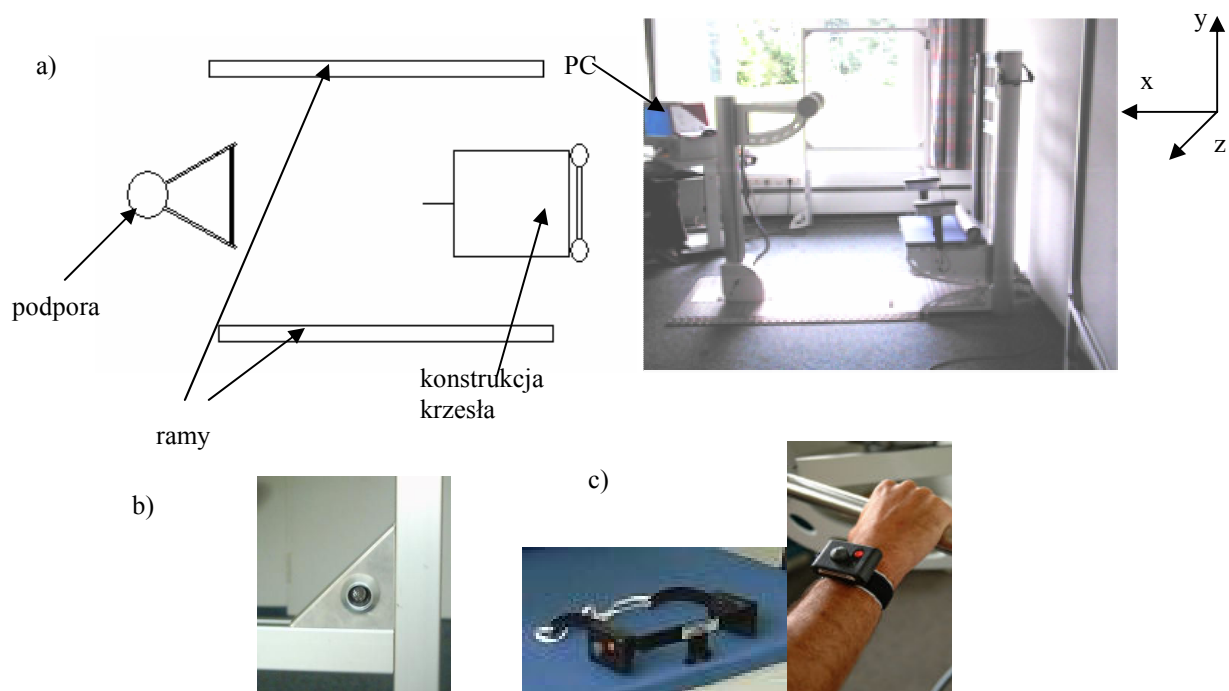 a)
podpora
ramy
konstrukcja
krzesła
PC
y
x
z
b)
c)